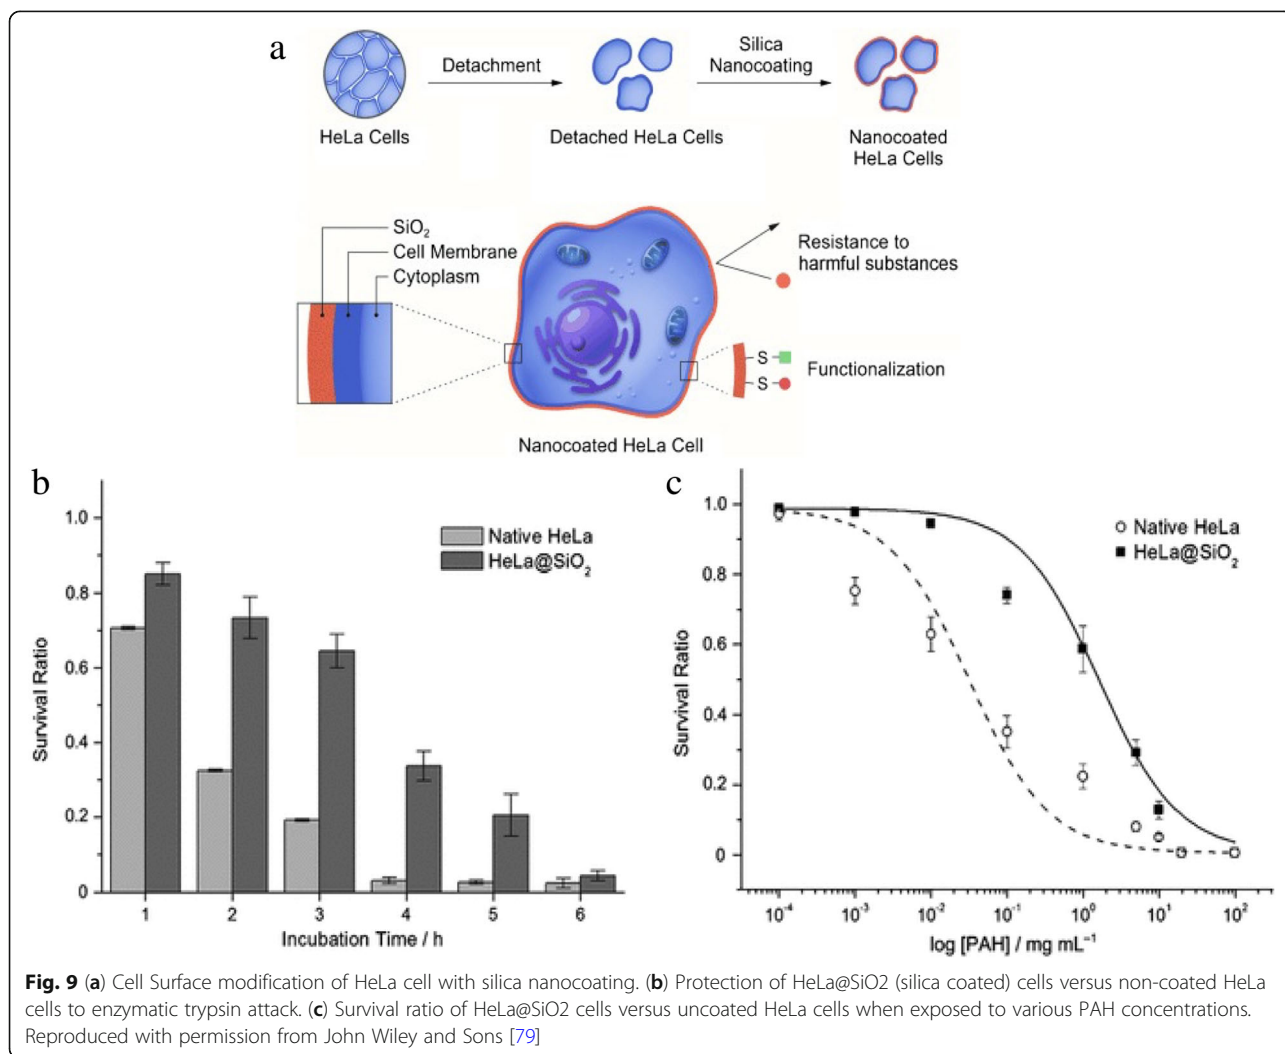 a
Detachment
Silica
Nanocoating
HeLa Cells
Detached HeLa Cells
Nanocoated
HeLa Cells
SiO₂
Cell Membrane
Cytoplasm
Resistance to
harmful substances
S
S
Functionalization
Nanocoated HeLa Cell
b
Survival Ratio
1.0
0.8
0.6
0.4
0.2
0
Native HeLa
HeLa@SiO₂
1 2 3 4 5 6
Incubation Time / h
c
Survival Ratio
1.0
0.8
0.6
0.4
0.2
0
Native HeLa
HeLa@SiO₂
10⁻⁴ 10⁻³ 10⁻² 10⁻¹ 10⁰ 10¹ 10²
log [PAH] / mg mL⁻¹
Fig. 9 (a) Cell Surface modification of HeLa cell with silica nanocoating. (b) Protection of HeLa@SiO2 (silica coated) cells versus non-coated HeLa
cells to enzymatic trypsin attack. (c) Survival ratio of HeLa@SiO2 cells versus uncoated HeLa cells when exposed to various PAH concentrations.
Reproduced with permission from John Wiley and Sons [79]